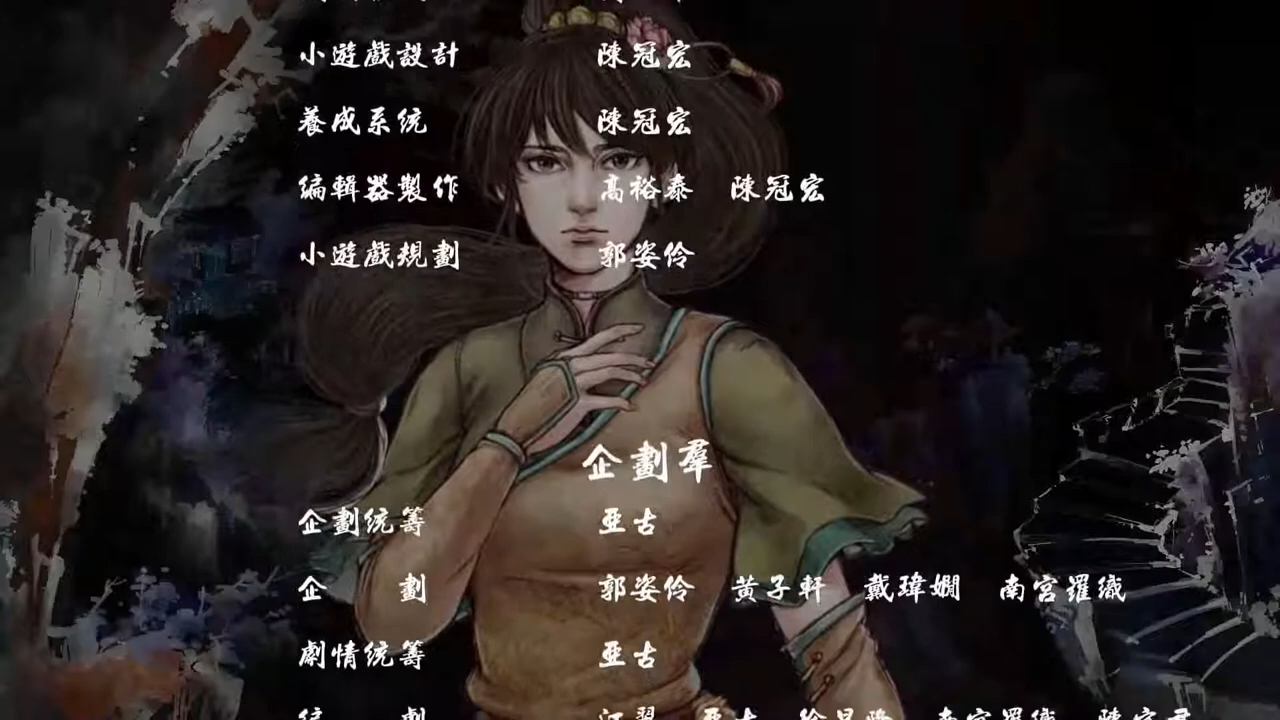 小遊戲設計 陳冠宏
養成系統 陳冠宏
編輯器製作 高裕泰 陳冠宏
小遊戲規劃 郭姿伶
企劃羣
企劃統籌 亞古
企 劃 郭姿伶 黃子軒 戴瑋嫺 南宮羅織
劇情統籌 亞古